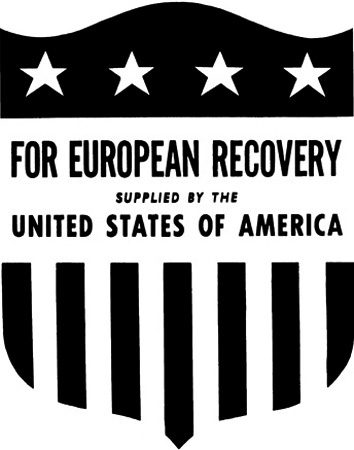 FOR EUROPEAN RECOVERY
SUPPLIED BY THE
UNITED STATES OF AMERICA